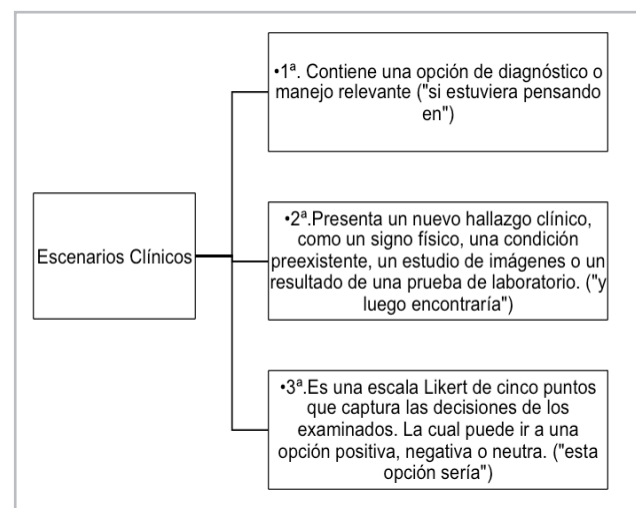 •1ª. Contiene una opción de diagnóstico o
manejo relevante ("si estuviera pensando
en")
Escenarios Clínicos
•2ª.Presenta un nuevo hallazgo clínico,
como un signo físico, una condición
preexistente, un estudio de imágenes o un
resultado de una prueba de laboratorio. ("y
luego encontraría")
•3ª.Es una escala Likert de cinco puntos
que captura las decisiones de los
examinados. La cual puede ir a una
opción positiva, negativa o neutra. ("esta
opción sería")